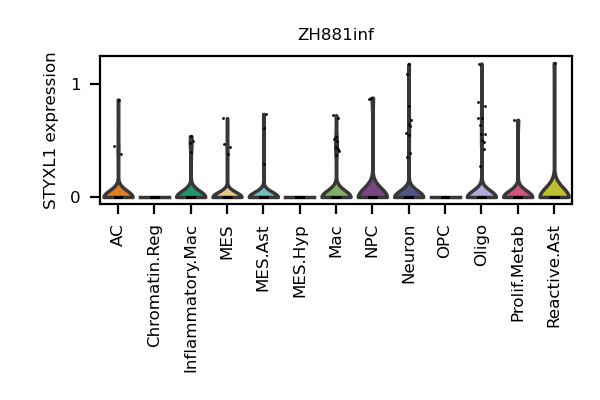 ZH881inf
STYXL1 expression
1
0
AC
Chromatin.Reg
Inflammatory.Mac
MES
MES.Ast
MES.Hyp
Mac
NPC
Neuron
OPC
Oligo
Prolif.Metab
Reactive.Ast